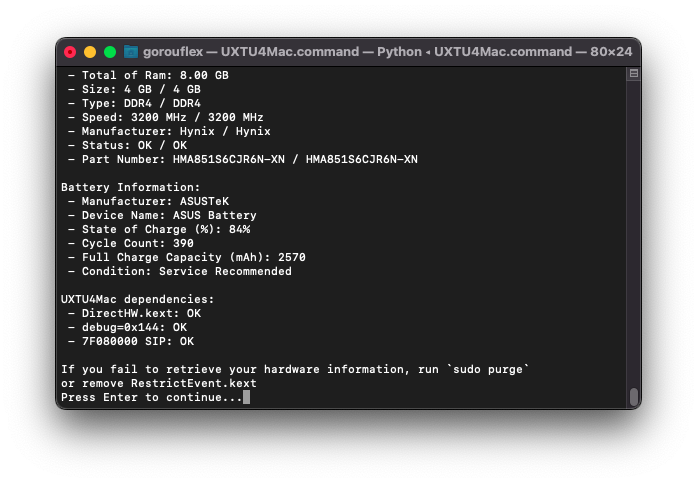 gorouflex — UXTU4Mac.command — Python ◂ UXTU4Mac.command — 80×24
– Total of Ram: 8.00 GB
– Size: 4 GB / 4 GB
– Type: DDR4 / DDR4
– Speed: 3200 MHz / 3200 MHz
– Manufacturer: Hynix / Hynix
– Status: OK / OK
– Part Number: HMA851S6CJR6N–XN / HMA851S6CJR6N–XN
Battery Information:
– Manufacturer: ASUSTeK
– Device Name: ASUS Battery
– State of Charge (%): 84%
– Cycle Count: 390
– Full Charge Capacity (mAh): 2570
– Condition: Service Recommended
UXTU4Mac dependencies:
– DirectHW.kext: OK
– debug=0x144: OK
– 7F080000 SIP: OK
If you fail to retrieve your hardware information, run `sudo purge`
or remove RestrictEvent.kext
Press Enter to continue...